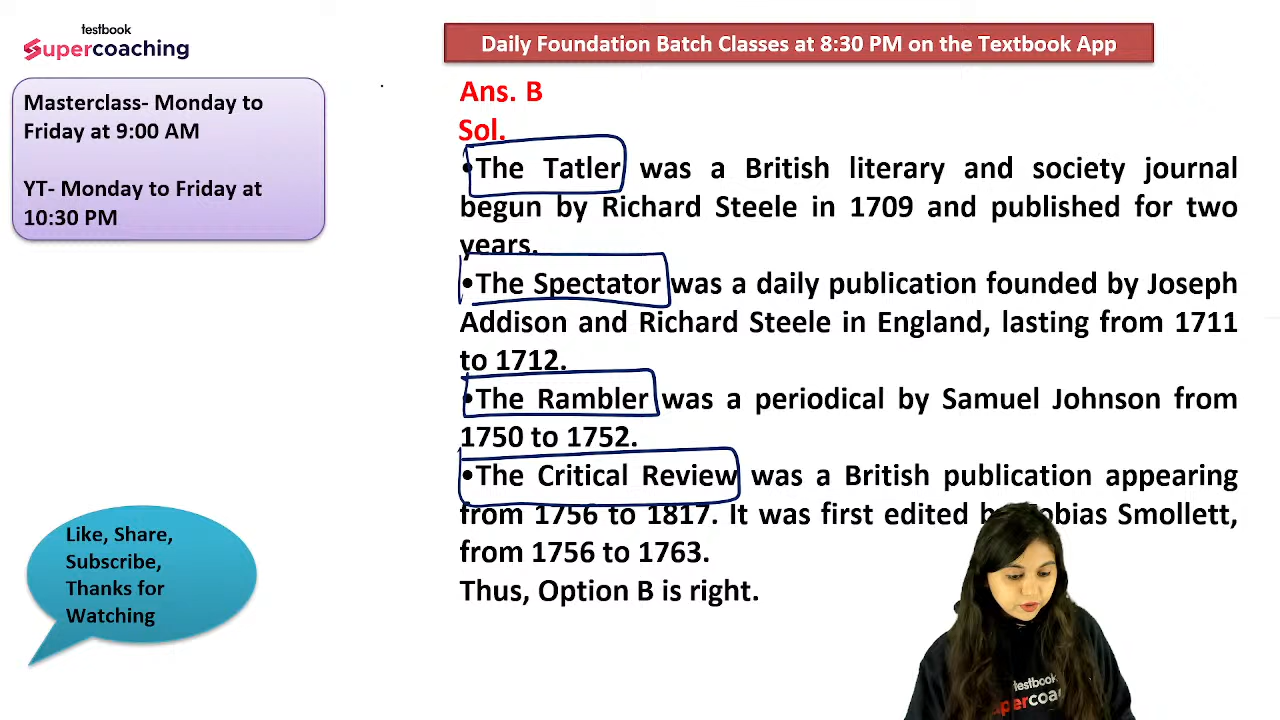 testbook
Supercoaching
Daily Foundation Batch Classes at 8:30 PM on the Textbook App
Masterclass- Monday to
Friday at 9:00 AM
YT- Monday to Friday at
10:30 PM
Ans. B
Sol.
•The Tatler was a British literary and society journal
begun by Richard Steele in 1709 and published for two
years.
•The Spectator was a daily publication founded by Joseph
Addison and Richard Steele in England, lasting from 1711
to 1712.
•The Rambler was a periodical by Samuel Johnson from
1750 to 1752.
•The Critical Review was a British publication appearing
from 1756 to 1817. It was first edited by Tobias Smollett,
from 1756 to 1763.
Thus, Option B is right.
Like, Share,
Subscribe,
Thanks for
Watching
testbook
supercoa